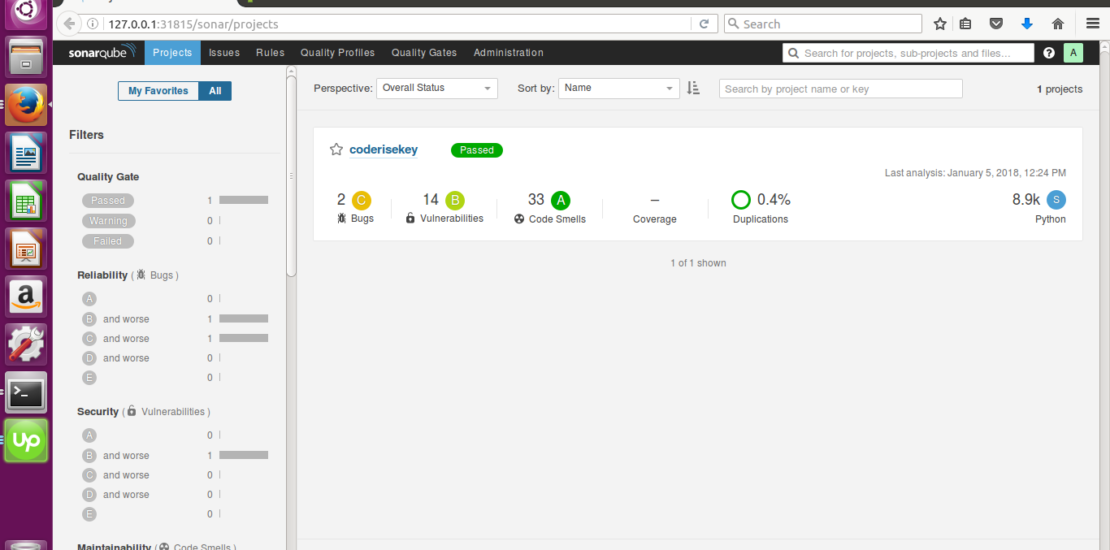 127.0.0.1:31815/sonar/projects
Search
sonarqube Projects Issues Rules Quality Profiles Quality Gates Administration
Search for projects, sub-projects and files... ? A
My Favorites All
Perspective: Overall Status Sort by: Name Search by project name or key 1 projects
Filters
Quality Gate
Passed 1
Warning 0
Failed 0
Reliability ( Bugs )
A 0
B and worse 1
C and worse 1
D and worse 0
E 0
Security ( Vulnerabilities )
A 0
B and worse 1
C and worse 0
D and worse 0
E 0
Maintainability ( Code Smells )
coderisekey Passed
Last analysis: January 5, 2018, 12:24 PM
2 C 14 B 33 A – 0.4% 8.9k S
Bugs Vulnerabilities Code Smells Coverage Duplications Python
1 of 1 shown
a
>_
up